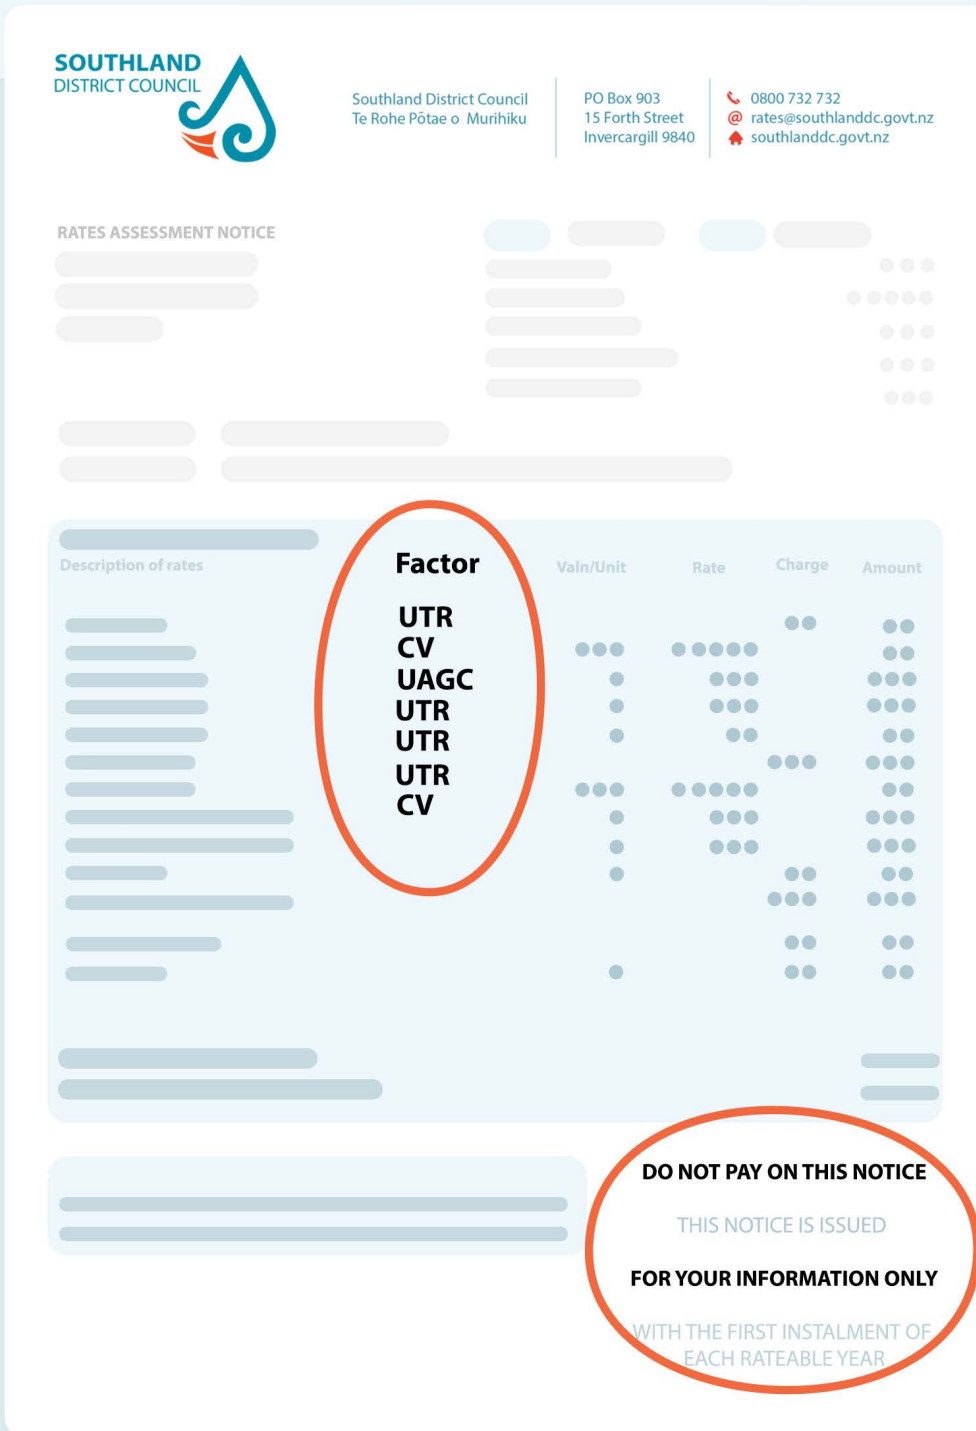 SOUTHLAND
DISTRICT COUNCIL
Southland District Council
Te Rohe Pōtae o Murihiku
PO Box 903
15 Forth Street
Invercargill 9840
0800 732 732
@ rates@southlanddc.govt.nz
southlanddc.govt.nz
RATES ASSESSMENT NOTICE
Description of rates Factor Valn/Unit Rate Charge Amount
UTR
CV
UAGC
UTR
UTR
UTR
CV
DO NOT PAY ON THIS NOTICE
THIS NOTICE IS ISSUED
FOR YOUR INFORMATION ONLY
WITH THE FIRST INSTALMENT OF
EACH RATEABLE YEAR